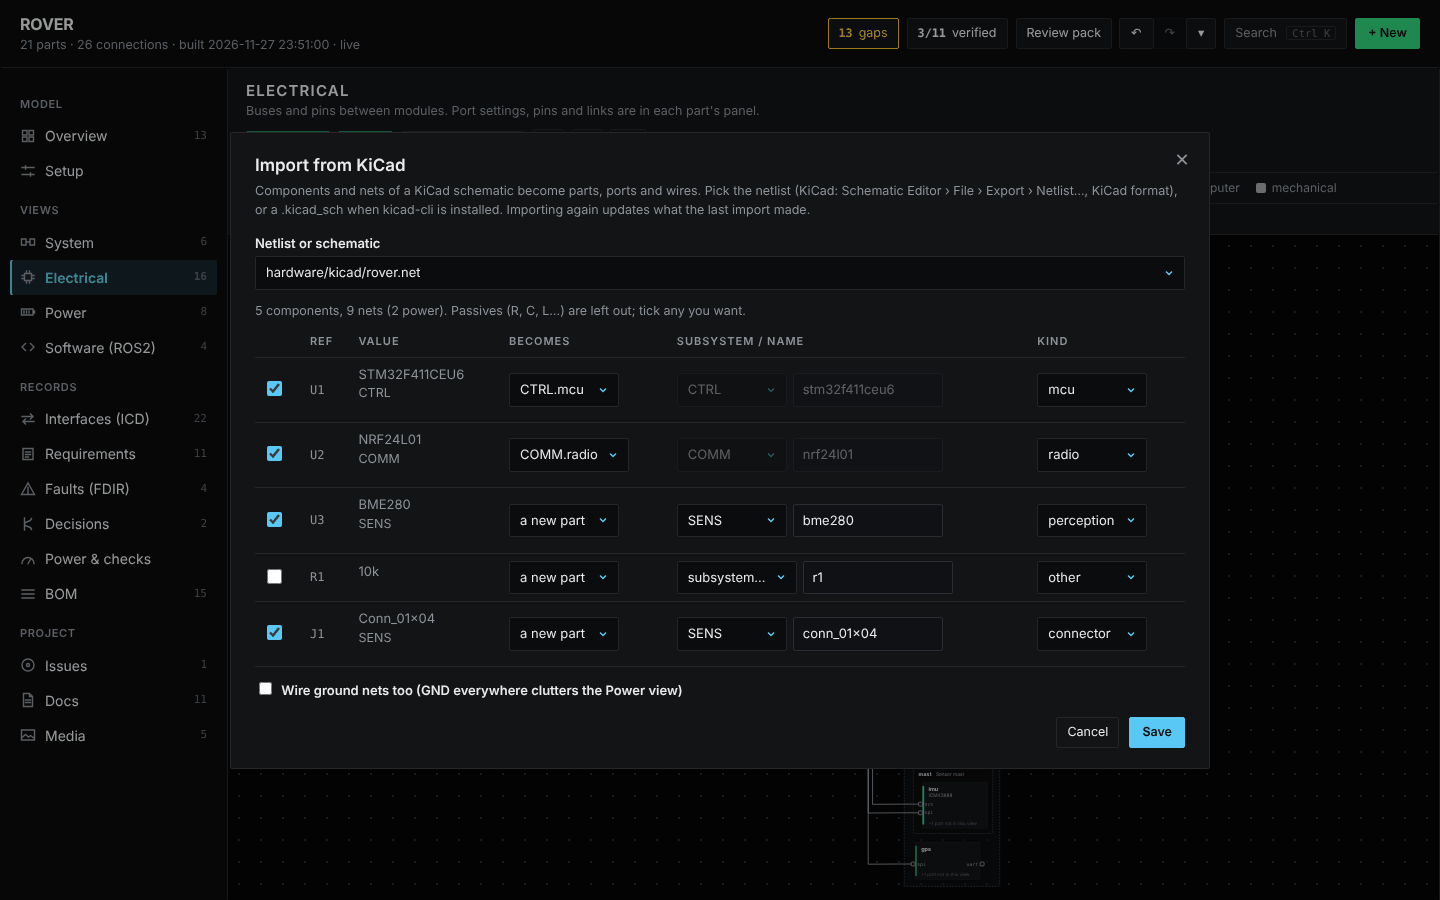 ROVER
21 parts · 26 connections · built 2026-11-27 23:51:00 · live
13 gaps
3/11 verified
Review pack
Search Ctrl K
+ New
MODEL
Overview 13
Setup
VIEWS
System 6
Electrical 16
Power 8
Software (ROS2) 4
RECORDS
Interfaces (ICD) 22
Requirements 11
Faults (FDIR) 4
Decisions 2
Power & checks
BOM 15
PROJECT
Issues 1
Docs 11
Media 5
ELECTRICAL
Buses and pins between modules. Port settings, pins and links are in each part's panel.
puter mechanical
Import from KiCad
Components and nets of a KiCad schematic become parts, ports and wires. Pick the netlist (KiCad: Schematic Editor › File › Export › Netlist..., KiCad format),
or a .kicad_sch when kicad-cli is installed. Importing again updates what the last import made.
Netlist or schematic
hardware/kicad/rover.net
5 components, 9 nets (2 power). Passives (R, C, L...) are left out; tick any you want.
REF VALUE BECOMES SUBSYSTEM / NAME KIND
U1 STM32F411CEU6 CTRL CTRL.mcu CTRL stm32f411ceu6 mcu
U2 NRF24L01 COMM COMM.radio COMM nrf24l01 radio
U3 BME280 SENS a new part SENS bme280 perception
R1 10k a new part subsystem... r1 other
J1 Conn_01×04 SENS a new part SENS conn_01×04 connector
Wire ground nets too (GND everywhere clutters the Power view)
Cancel
Save
mast
imu
gps
uart